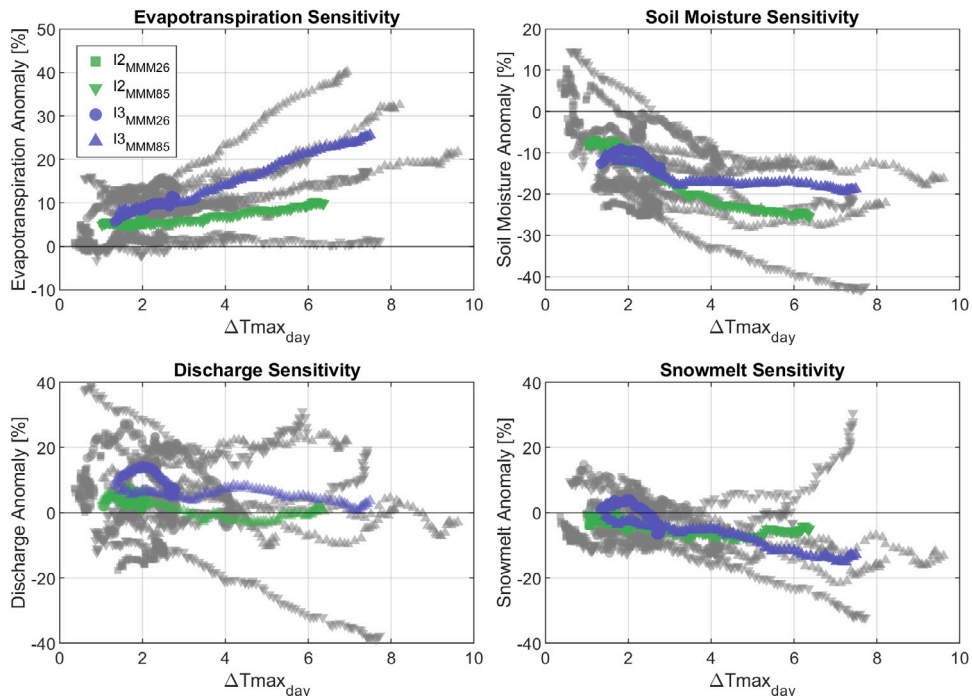 Evapotranspiration Sensitivity
Evapotranspiration Anomaly [%]
50
40
30
20
10
0
-10
I2MMM26
I2MMM85
I3MMM26
I3MMM85
0 2 4 6 8 10
ΔTmaxday
Soil Moisture Sensitivity
Soil Moisture Anomaly [%]
20
10
0
-10
-20
-30
-40
0 2 4 6 8 10
ΔTmaxday
Discharge Sensitivity
Discharge Anomaly [%]
40
20
0
-20
-40
0 2 4 6 8 10
ΔTmaxday
Snowmelt Sensitivity
Snowmelt Anomaly [%]
40
20
0
-20
-40
0 2 4 6 8 10
ΔTmaxday